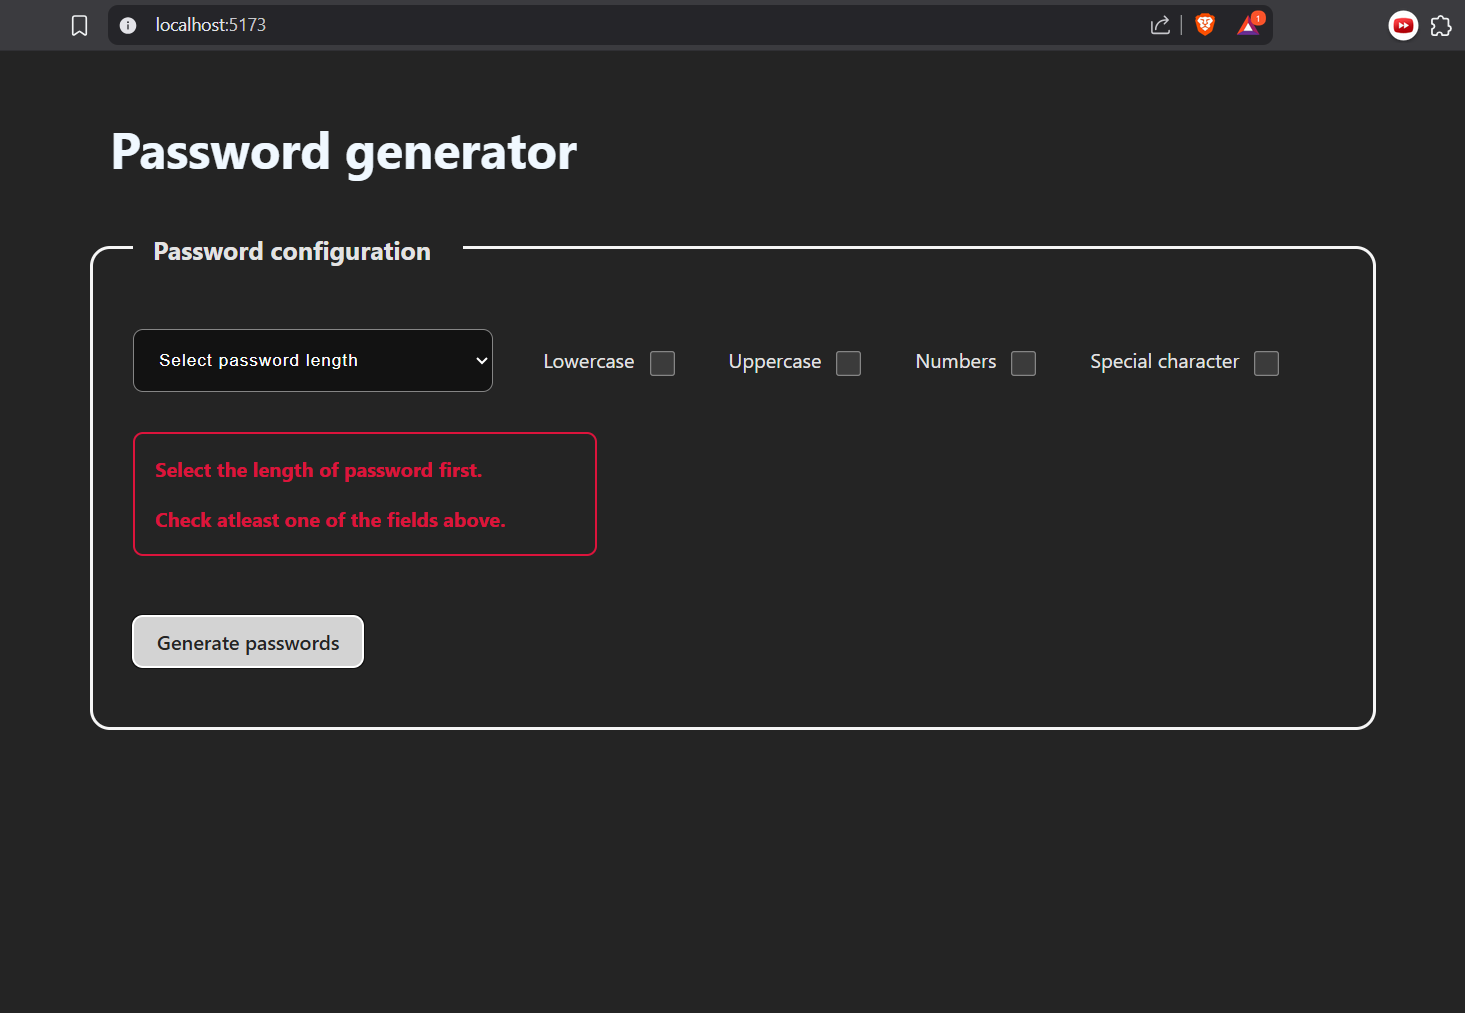 localhost:5173
1
Password generator
Password configuration
Select password length
Lowercase
Uppercase
Numbers
Special character
Select the length of password first.
Check atleast one of the fields above.
Generate passwords